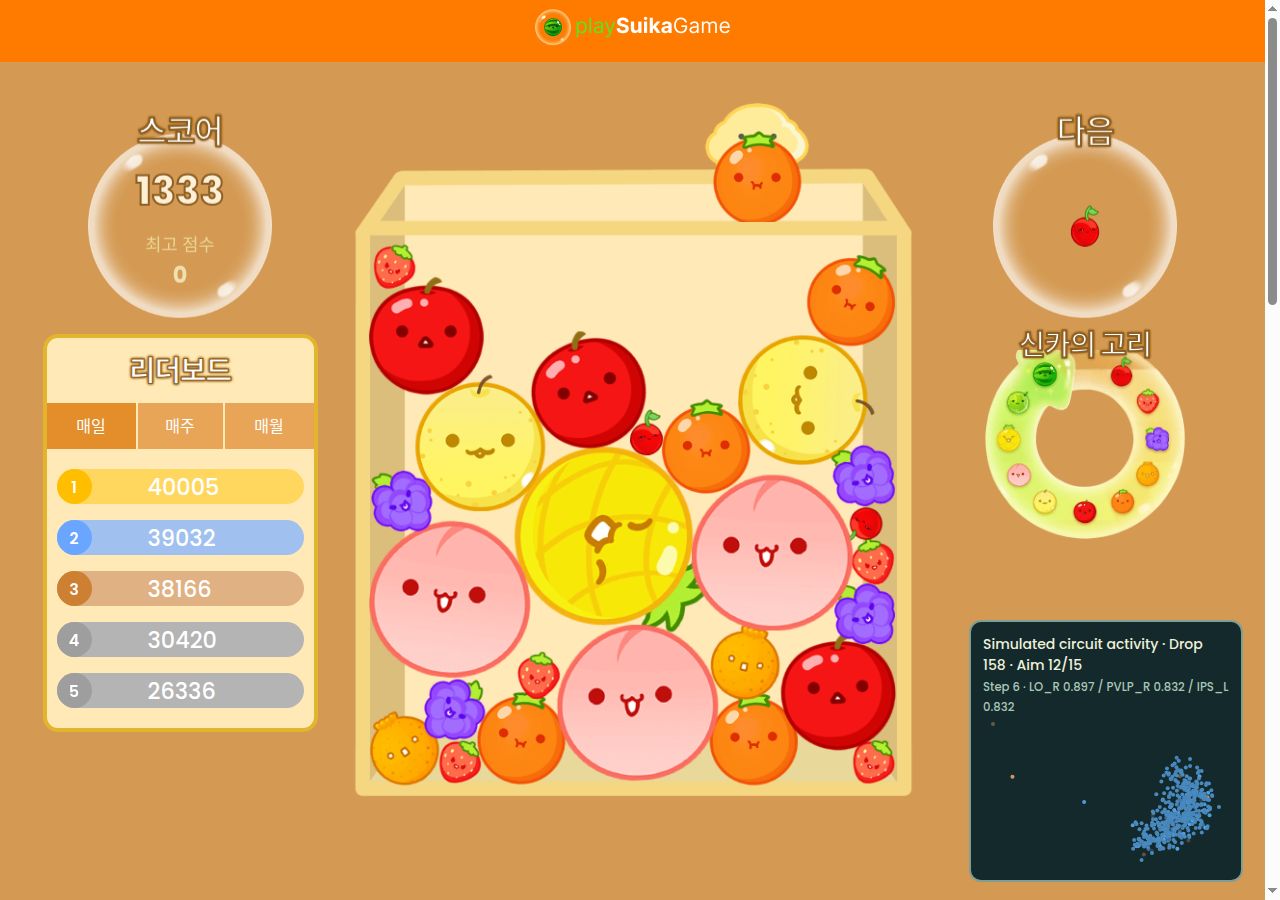 playSuikaGame
스코어
1333
최고 점수
0
다음
신카의 고리
리더보드
매일 매주 매월
1 40005
2 39032
3 38166
4 30420
5 26336
Simulated circuit activity · Drop
158 · Aim 12/15
Step 6 · LO_R 0.897 / PVLP_R 0.832 / IPS_L
0.832